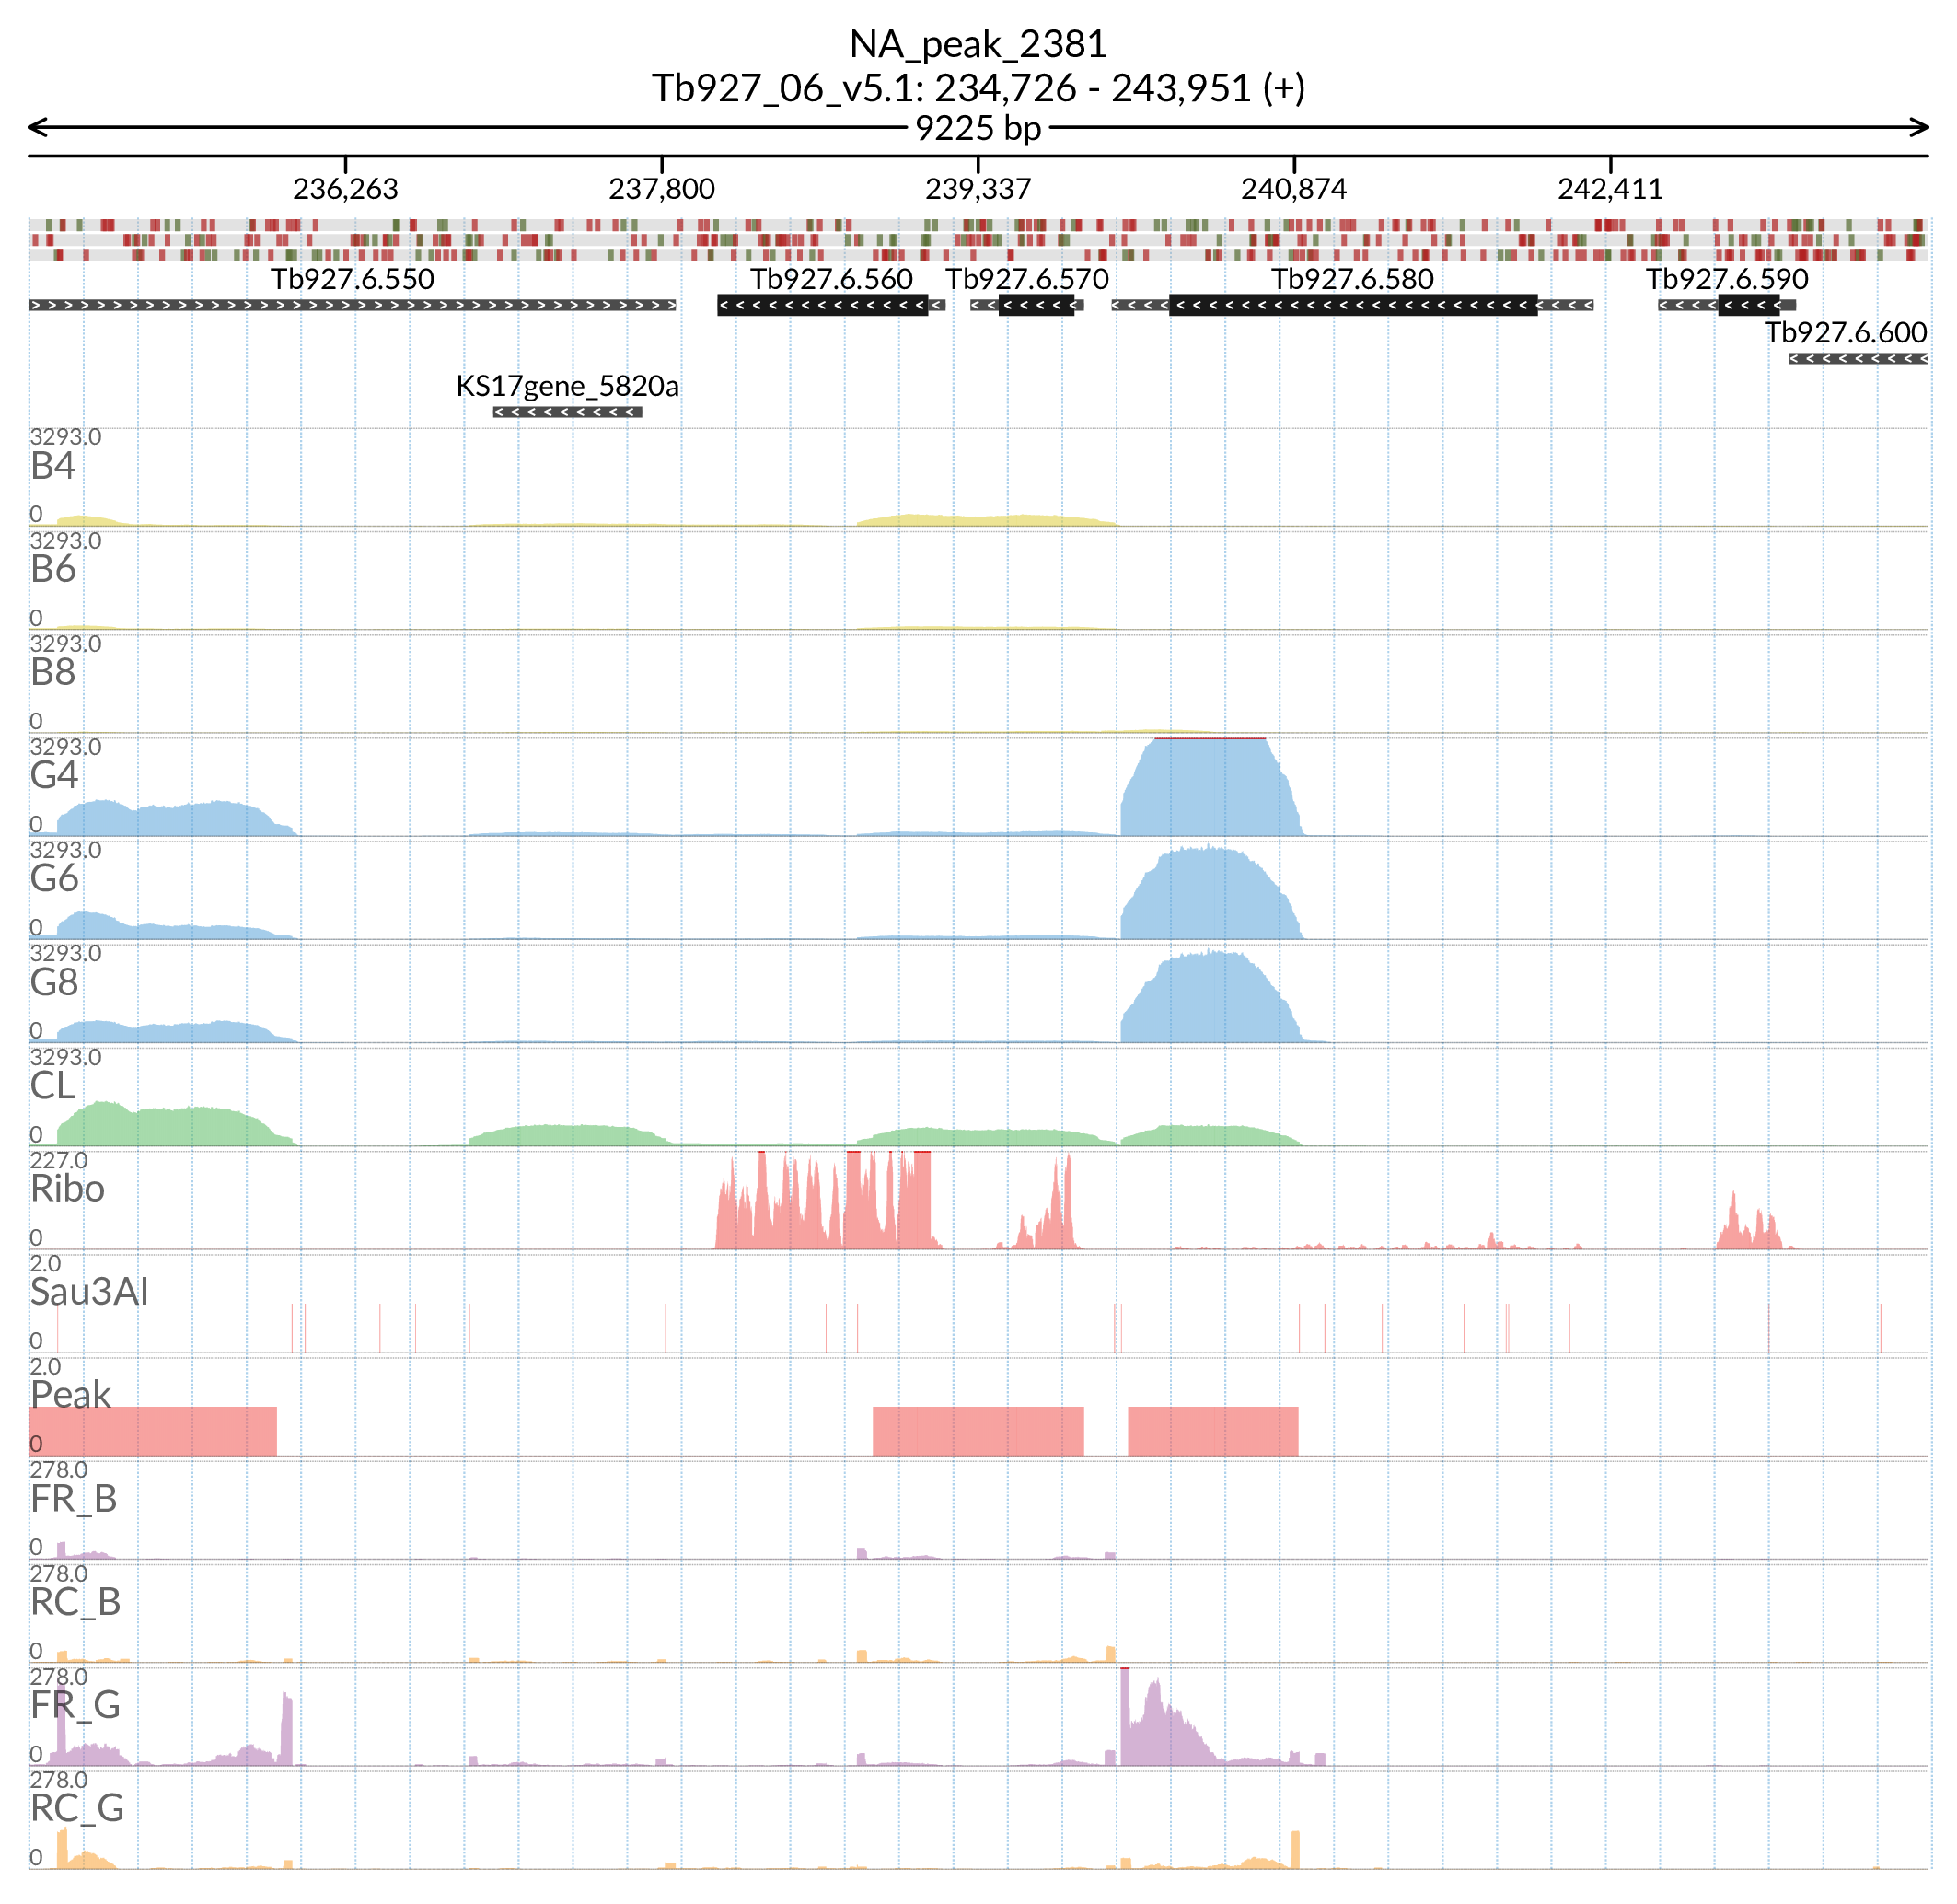 NA_peak_2381
Tb927_06_v5.1: 234,726 - 243,951 (+)
9225 bp
236,263 237,800 239,337 240,874 242,411
Tb927.6.550 Tb927.6.560 Tb927.6.570 Tb927.6.580 Tb927.6.590
Tb927.6.600
KS17gene_5820a
3293.0
B4
0
3293.0
B6
0
3293.0
B8
0
3293.0
G4
0
3293.0
G6
0
3293.0
G8
0
3293.0
CL
0
227.0
Ribo
0
2.0
Sau3AI
0
2.0
Peak
0
278.0
FR_B
0
278.0
RC_B
0
278.0
FR_G
0
278.0
RC_G
0